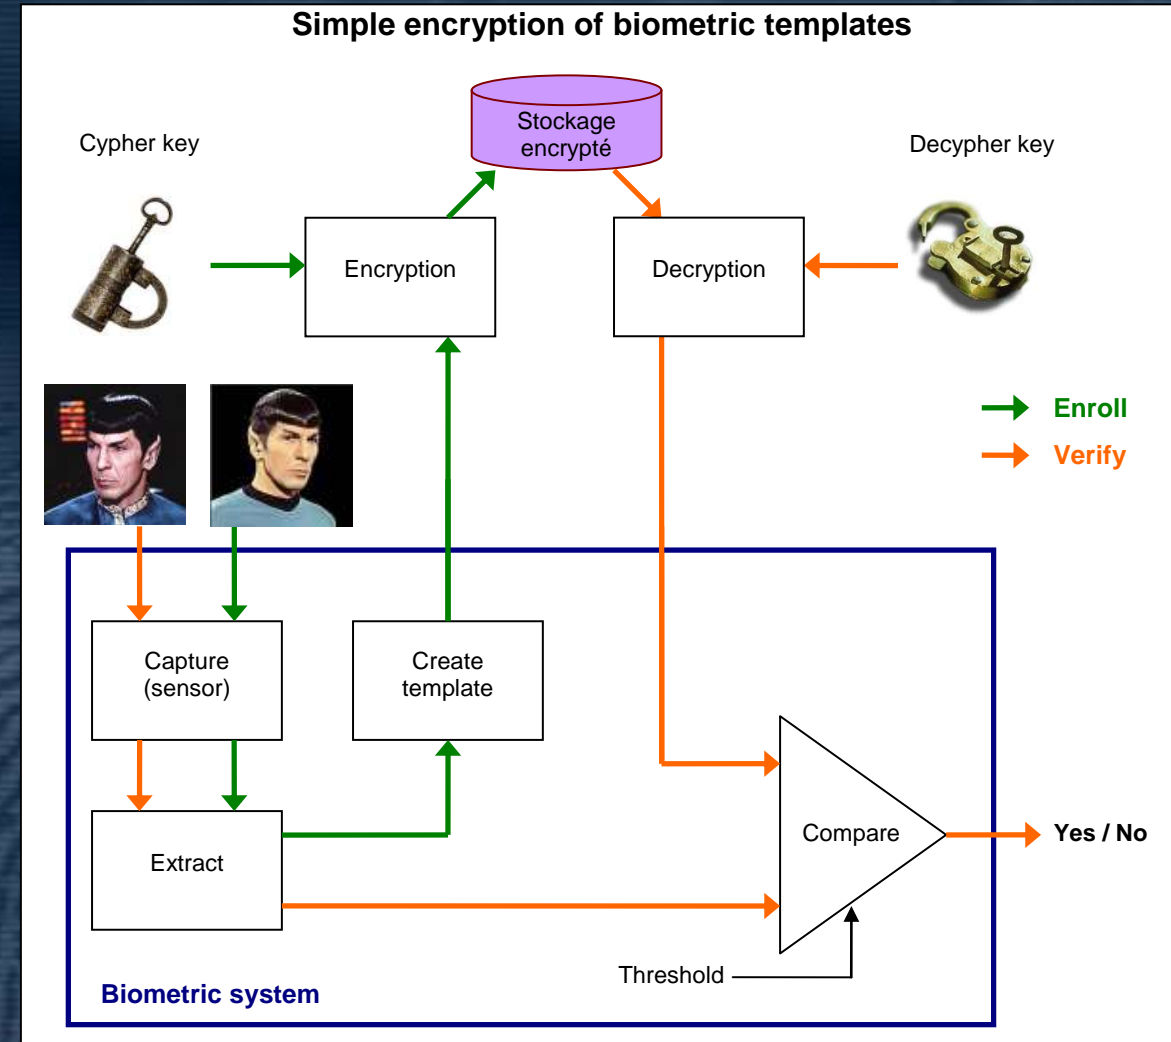 Simple encryption of biometric templates
Stockage
encrypté
Cypher key
Decypher key
Encryption
Decryption
Enroll
Verify
Capture
(sensor)
Create
template
Compare
Yes / No
Extract
Threshold
Biometric system